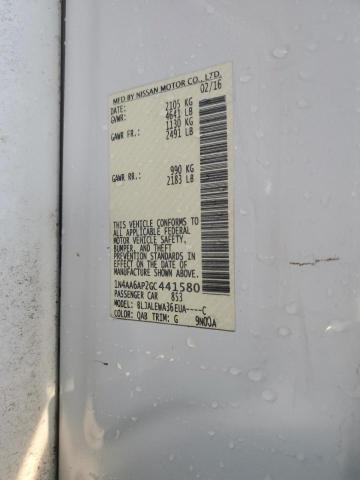 MFD BY NISSAN MOTOR CO., LTD.
DATE: 02/16
GVWR: 2105 KG
4641 LB
GAWR FR.: 1130 KG
2491 LB
GAWR RR.: 990 KG
2183 LB
THIS VEHICLE CONFORMS TO
ALL APPLICABLE FEDERAL
MOTOR VEHICLE SAFETY,
BUMPER, AND THEFT
PREVENTION STANDARDS
IN EFFECT ON THE DATE OF
MANUFACTURE SHOWN ABOVE.
1N4AA6AP2GC441580
PASSENGER CAR 853
MODEL: BLJALEWA36EUA-----C
COLOR: QAB TRIM: G 9N00A